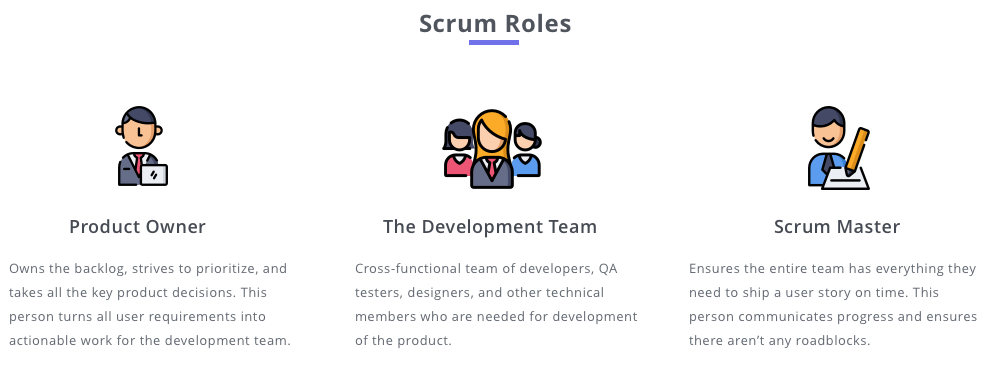 Scrum Roles
Product Owner
Owns the backlog, strives to prioritize, and
takes all the key product decisions. This
person turns all user requirements into
actionable work for the development team.
The Development Team
Cross-functional team of developers, QA
testers, designers, and other technical
members who are needed for development
of the product.
Scrum Master
Ensures the entire team has everything they
need to ship a user story on time. This
person communicates progress and ensures
there aren’t any roadblocks.